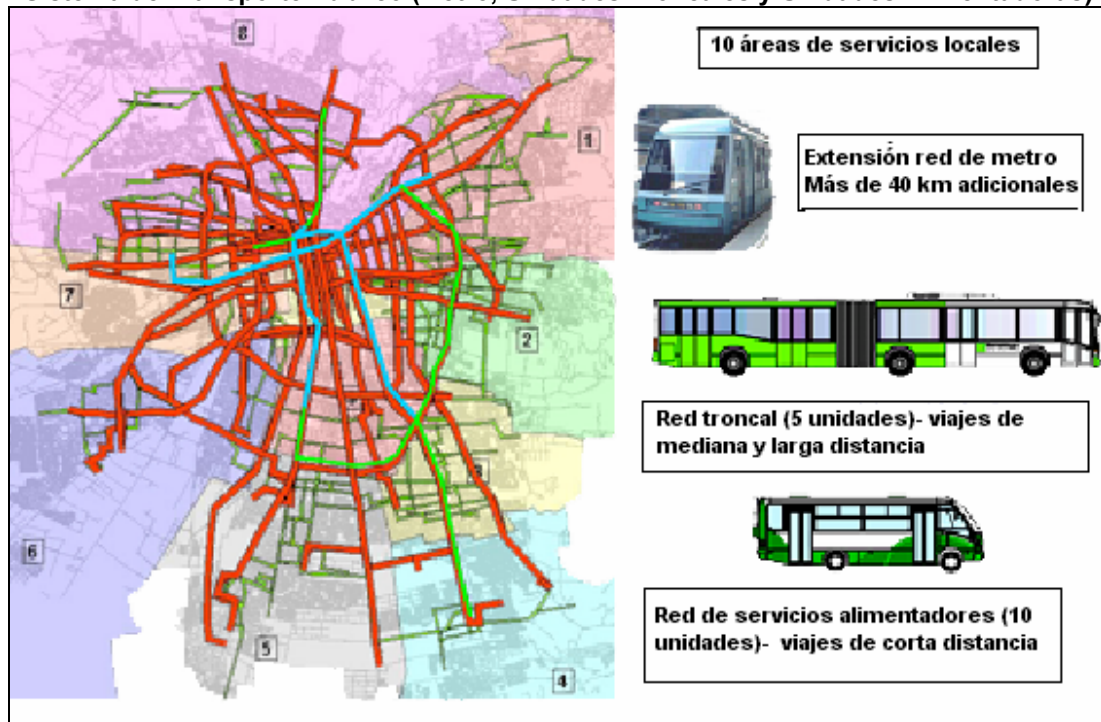 10 áreas de servicios locales
Extensión red de metro
Más de 40 km adicionales
Red troncal (5 unidades)- viajes de
mediana y larga distancia
Red de servicios alimentadores (10
unidades)- viajes de corta distancia
8
1
7
2
3
6
5
4